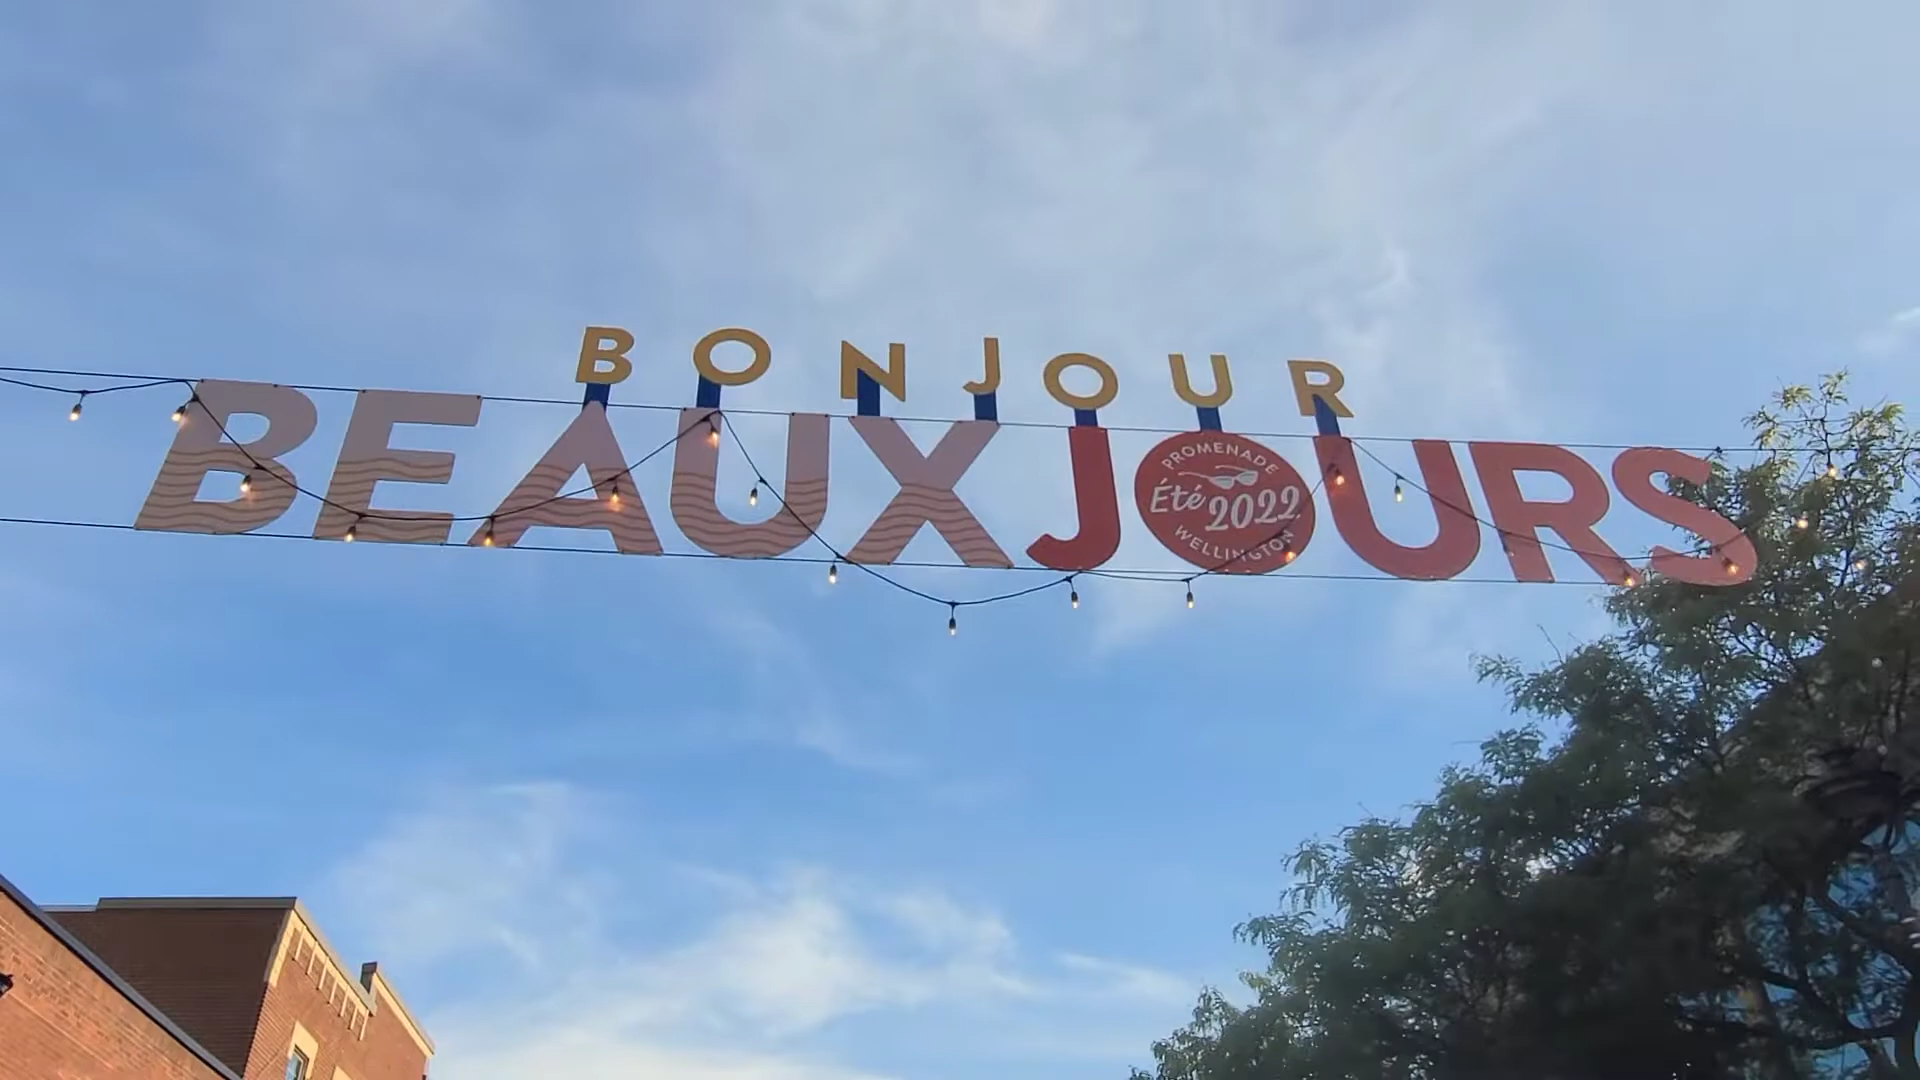 BONJOUR
BEAUX JOURS
PROMENADE
Été 2022
WELLINGTON